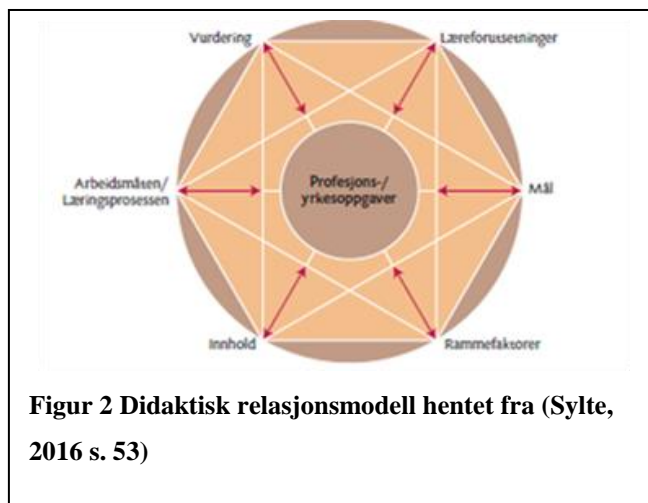 Vurdering
Læreforutsetninger
Arbeidsmåten/
Læringsprosessen
Profesjons-/
yrkesoppgaver
Mål
Innhold
Rammefaktorer
Figur 2 Didaktisk relasjonsmodell hentet fra (Sylte,
2016 s. 53)